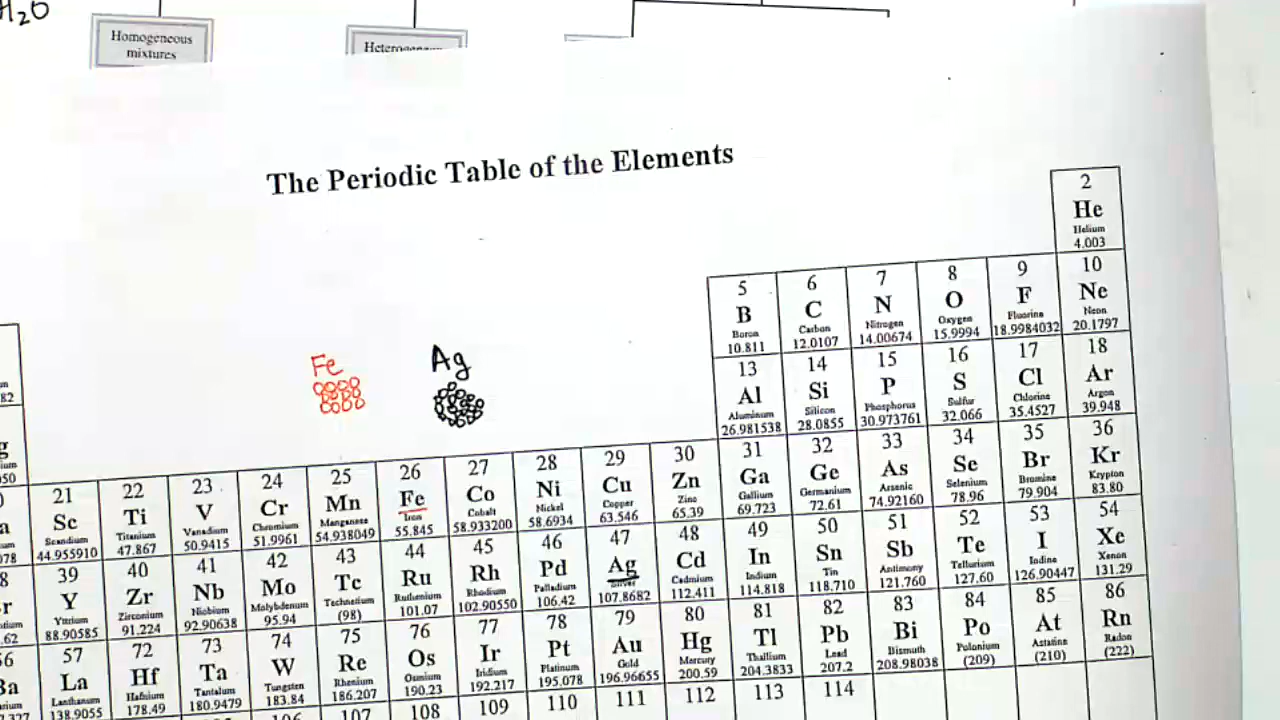 H₂O
Homogeneous
mixtures
The Periodic Table of the Elements
2
He
Helium
4.003
5 6 7 8 9 10
B C N O F Ne
Boron Carbon Nitrogen Oxygen Fluorine Neon
10.811 12.0107 14.00674 15.9994 18.9984032 20.1797
Fe Ag
13 14 15 16 17 18
Al Si P S Cl Ar
Aluminum Silicon Phosphorus Sulfur Chlorine Argon
26.981538 28.0855 30.973761 32.066 35.4527 39.948
21 22 23 24 25 26 27 28 29 30 31 32 33 34 35 36
Sc Ti V Cr Mn Fe Co Ni Cu Zn Ga Ge As Se Br Kr
Scandium Titanium Vanadium Chromium Manganese Iron Cobalt Nickel Copper Zinc Gallium Germanium Arsenic Selenium Bromine Krypton
44.955910 47.867 50.9415 51.9961 54.938049 55.845 58.933200 58.6934 63.546 65.39 69.723 72.61 74.92160 78.96 79.904 83.80
39 40 41 42 43 44 45 46 47 48 49 50 51 52 53 54
Y Zr Nb Mo Tc Ru Rh Pd Ag Cd In Sn Sb Te I Xe
Yttrium Zirconium Niobium Molybdenum Technetium Ruthenium Rhodium Palladium Silver Cadmium Indium Tin Antimony Tellurium Iodine Xenon
88.90585 91.224 92.90638 95.94 (98) 101.07 102.90550 106.42 107.8682 112.411 114.818 118.710 121.760 127.60 126.90447 131.29
57 72 73 74 75 76 77 78 79 80 81 82 83 84 85 86
La Hf Ta W Re Os Ir Pt Au Hg Tl Pb Bi Po At Rn
Lanthanum Hafnium Tantalum Tungsten Rhenium Osmium Iridium Platinum Gold Mercury Thallium Lead Bismuth Polonium Astatine Radon
138.9055 178.49 180.9479 183.84 186.207 190.23 192.217 195.078 196.96655 200.59 204.3833 207.2 208.98038 (209) (210) (222)
106 107 108 109 110 111 112 113 114